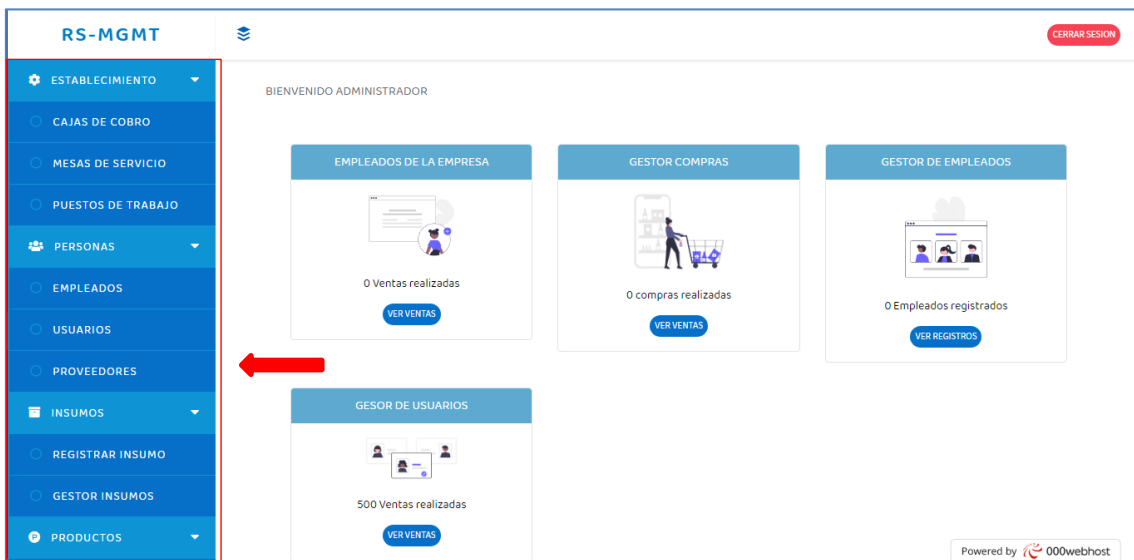 RS-MGMT
CERRAR SESION
ESTABLECIMIENTO
CAJAS DE COBRO
MESAS DE SERVICIO
PUESTOS DE TRABAJO
PERSONAS
EMPLEADOS
USUARIOS
PROVEEDORES
INSUMOS
REGISTRAR INSUMO
GESTOR INSUMOS
PRODUCTOS
BIENVENIDO ADMINISTRADOR
EMPLEADOS DE LA EMPRESA
0 Ventas realizadas
VER VENTAS
GESTOR COMPRAS
0 compras realizadas
VER VENTAS
GESTOR DE EMPLEADOS
0 Empleados registrados
VER REGISTROS
GESOR DE USUARIOS
500 Ventas realizadas
VER VENTAS
Powered by 000webhost